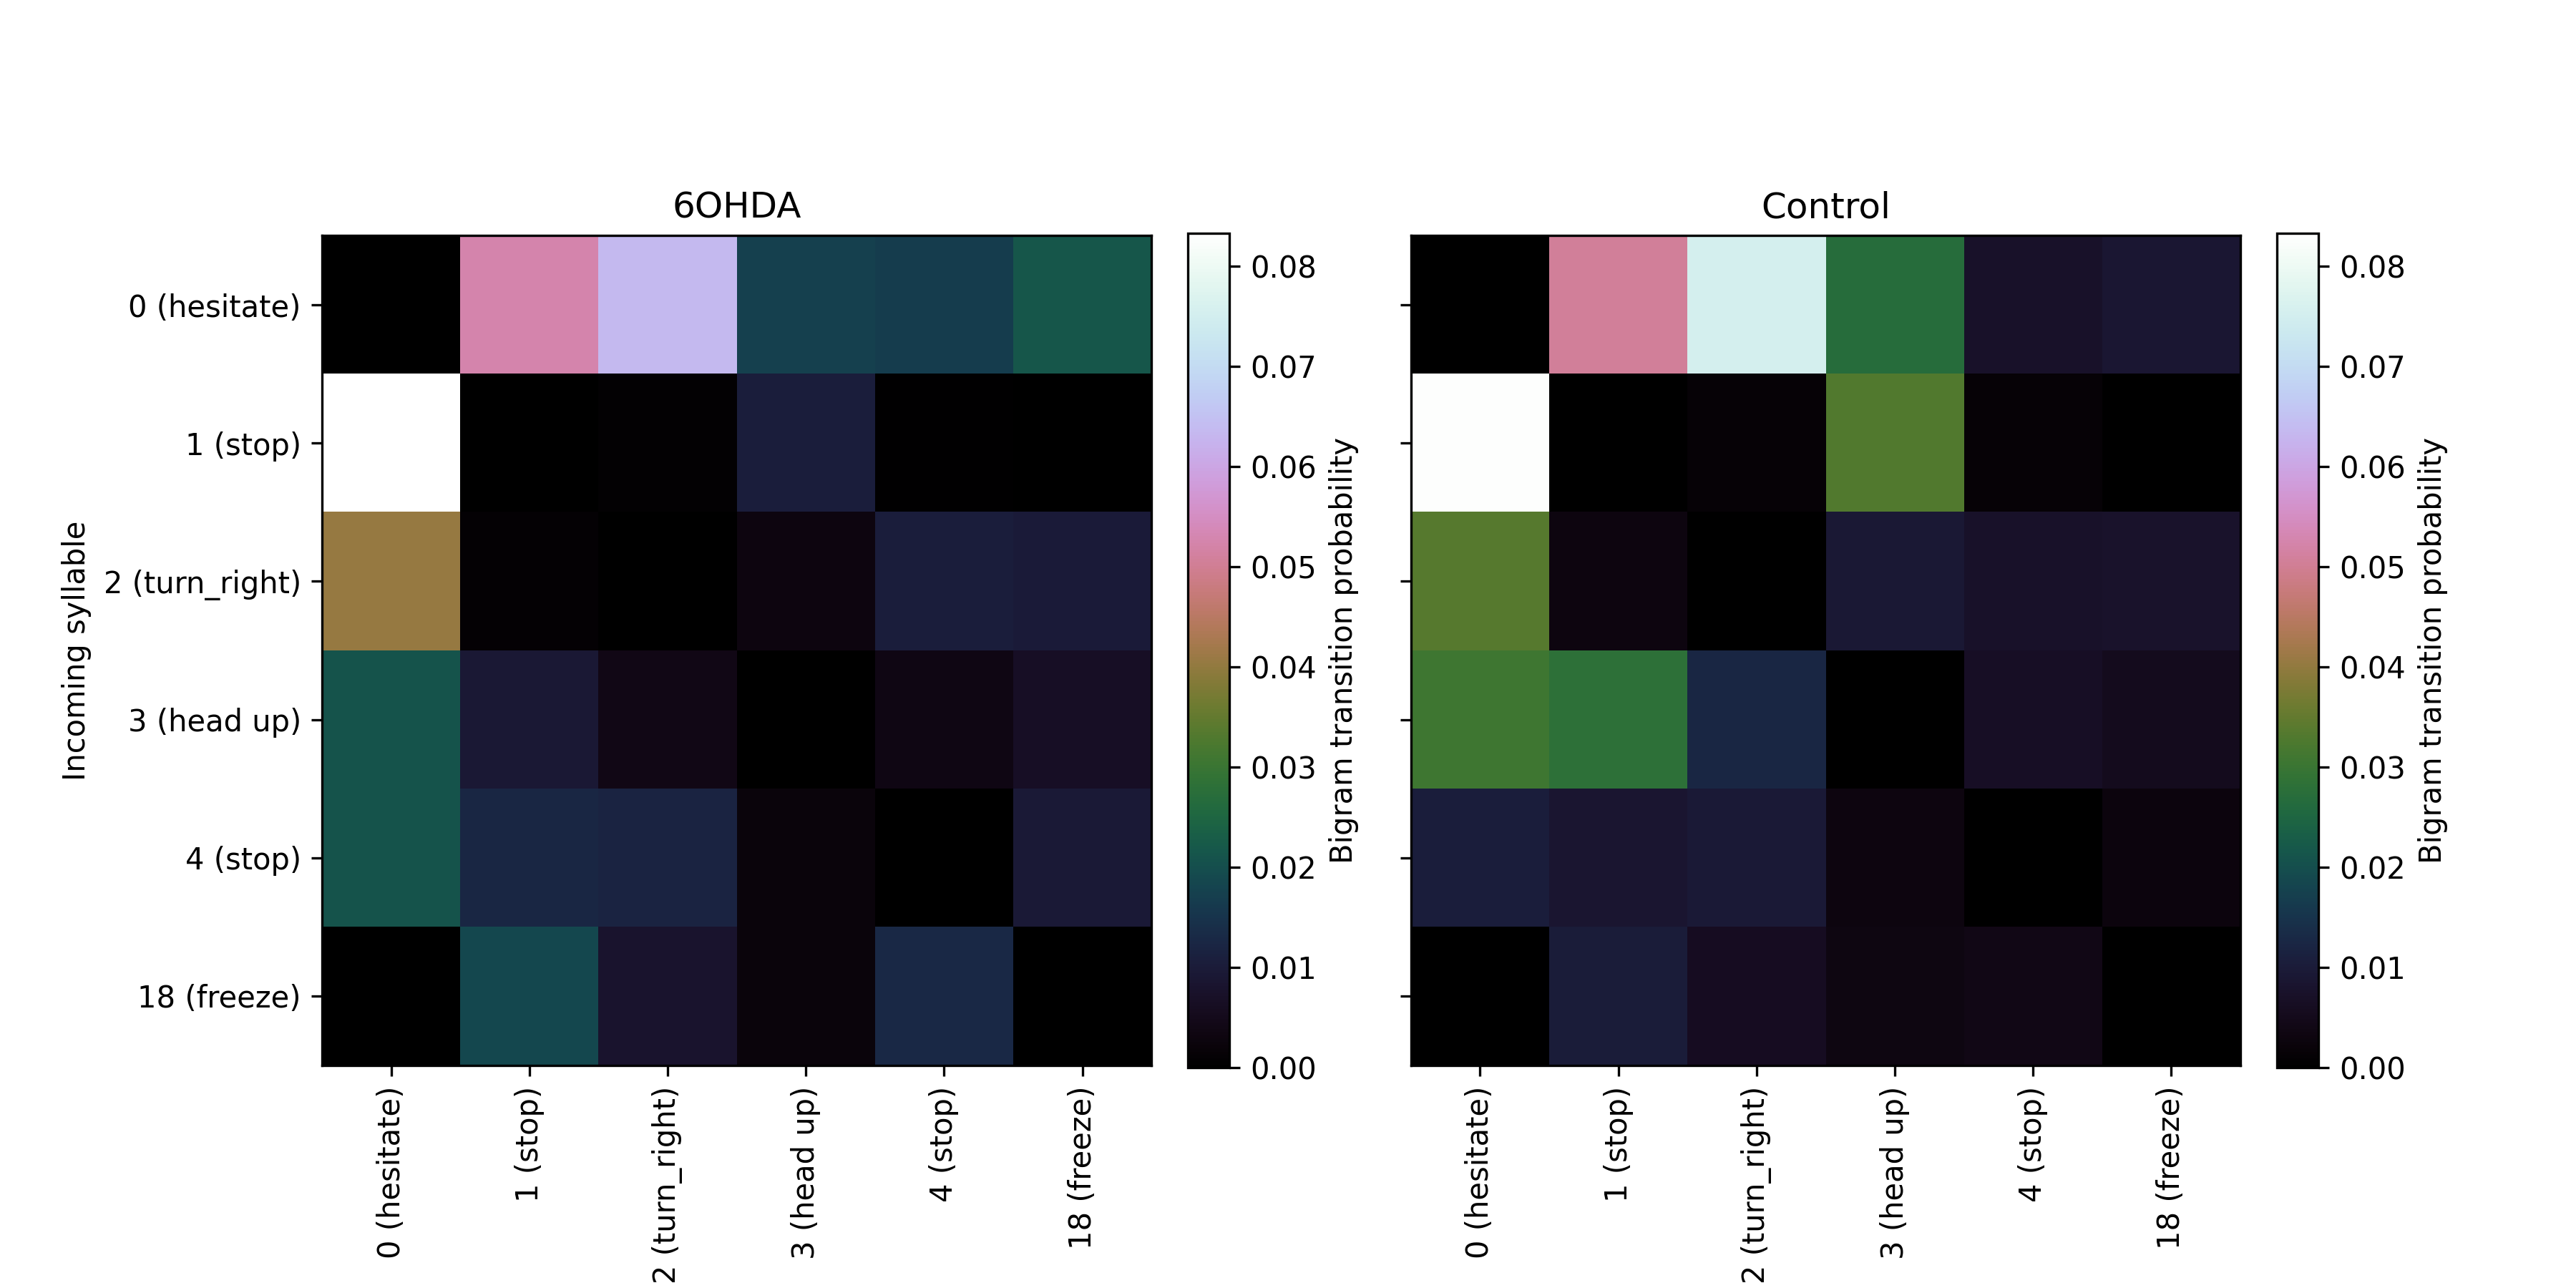 6OHDA
Control
Incoming syllable
0 (hesitate)
1 (stop)
2 (turn_right)
3 (head up)
4 (stop)
18 (freeze)
0 (hesitate)
1 (stop)
2 (turn_right)
3 (head up)
4 (stop)
18 (freeze)
0.08
0.07
0.06
0.05
0.04
0.03
0.02
0.01
0.00
Bigram transition probability
0 (hesitate)
1 (stop)
2 (turn_right)
3 (head up)
4 (stop)
18 (freeze)
0.08
0.07
0.06
0.05
0.04
0.03
0.02
0.01
0.00
Bigram transition probability